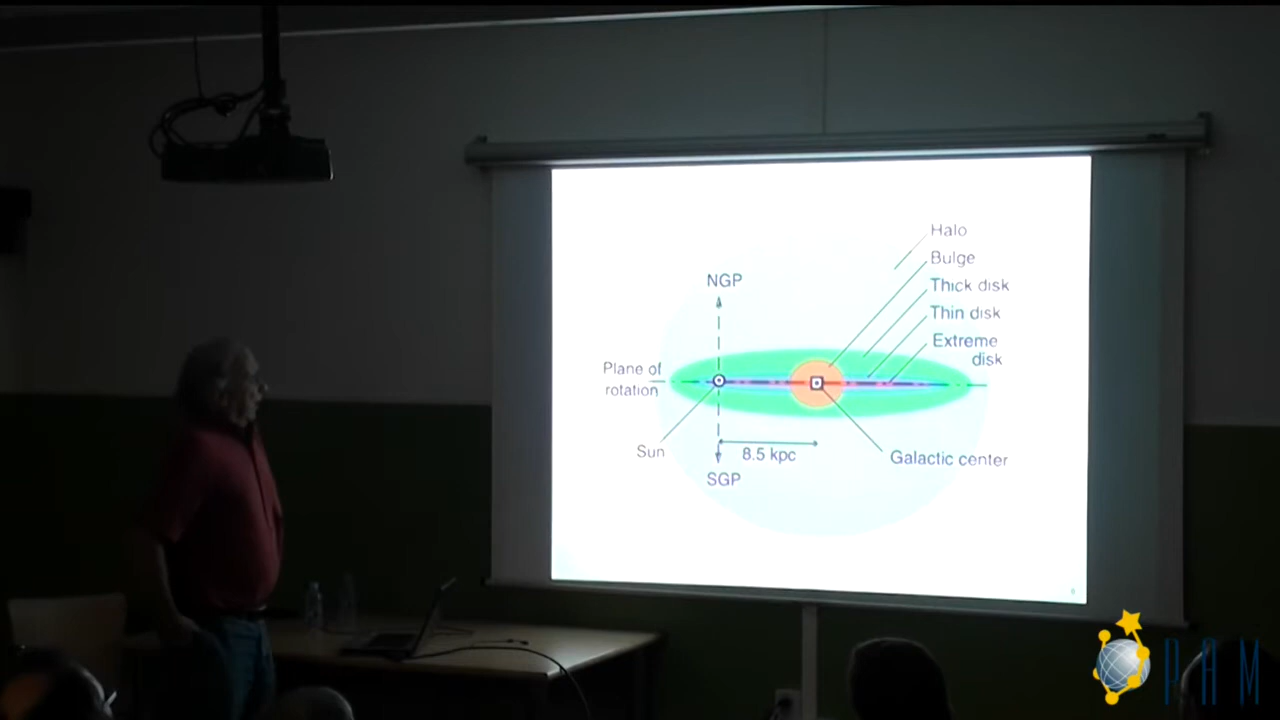 Halo
Bulge
NGP
Thick disk
Thin disk
Extreme
disk
Plane of
rotation
Sun
8.5 kpc
Galactic center
SGP
PAM